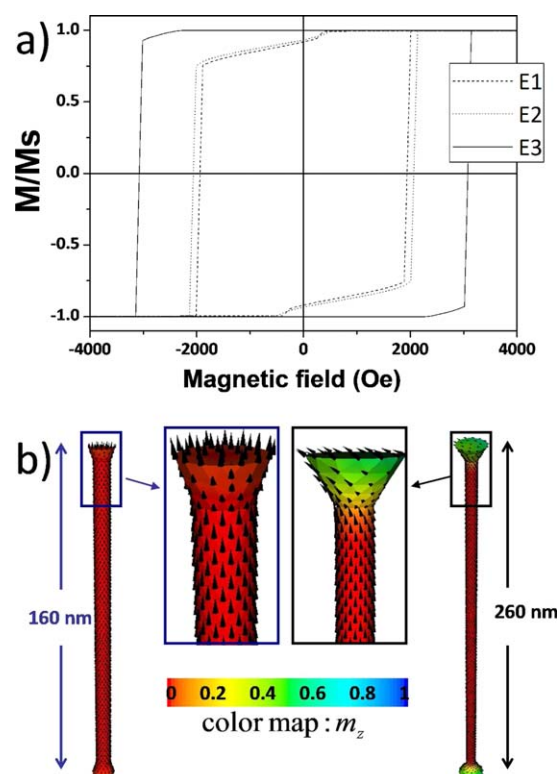 a)
1.0
0.5
0.0
-0.5
-1.0
M/Ms
E1
E2
E3
-4000 -2000 0 2000 4000
Magnetic field (Oe)
b)
160 nm
260 nm
0 0.2 0.4 0.6 0.8 1
color map : m_z